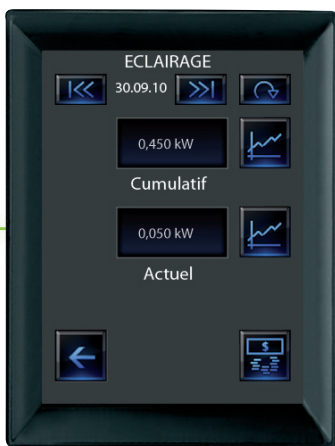 ECLAIRAGE
30.09.10
0,450 kW
Cumulatif
0,050 kW
Actuel
$